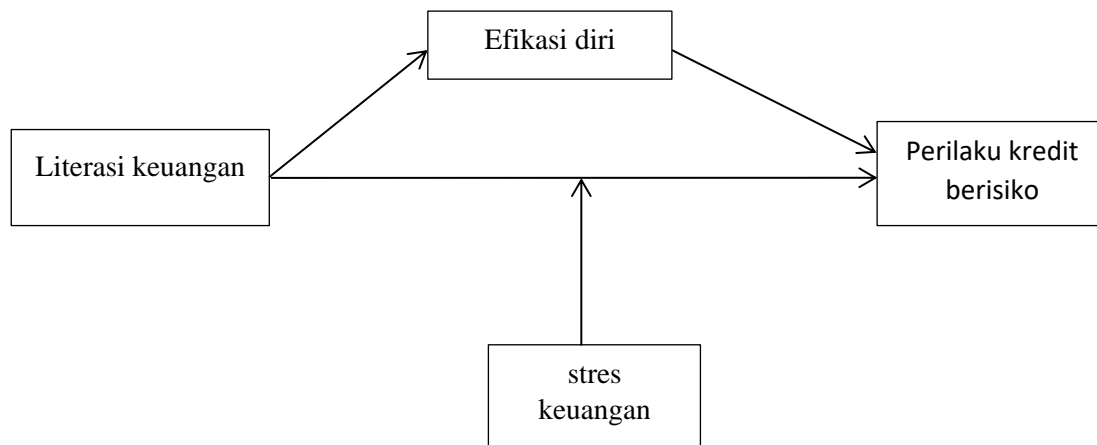 Efikasi diri
Literasi keuangan
Perilaku kredit
berisiko
stres
keuangan